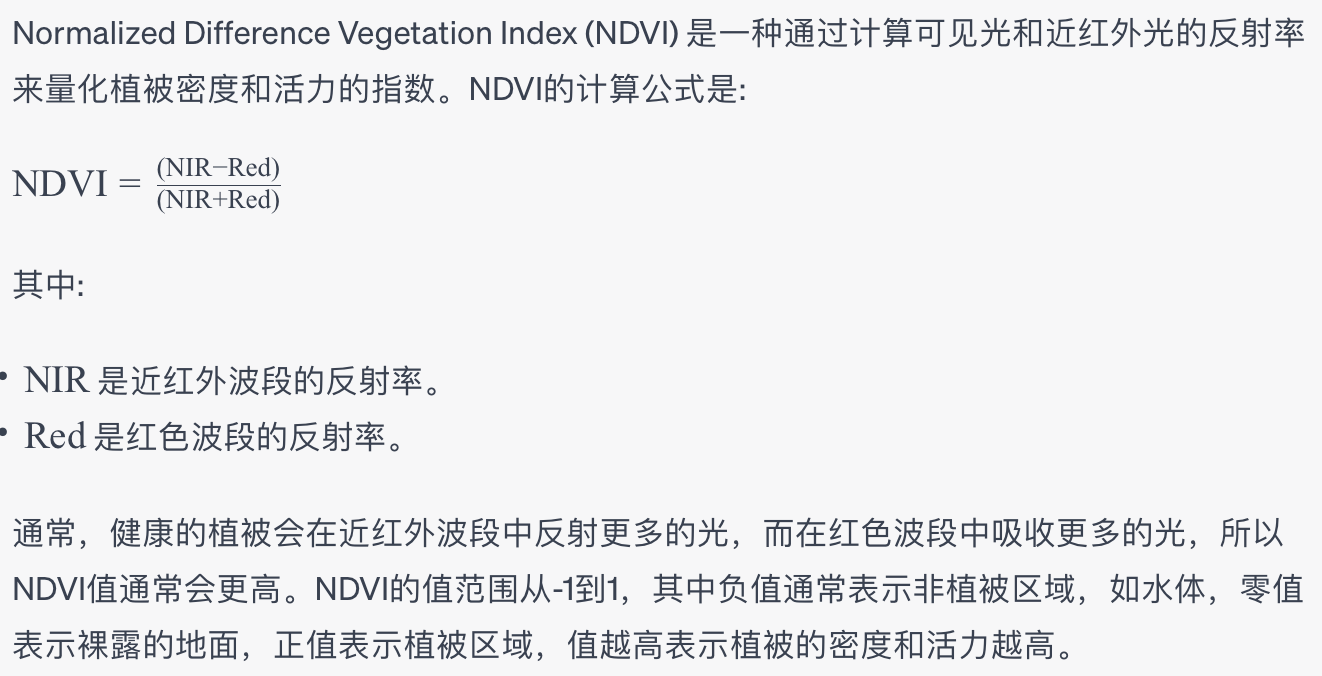 Normalized Difference Vegetation Index (NDVI) 是一种通过计算可见光和近红外光的反射率
来量化植被密度和活力的指数。NDVI的计算公式是:
NDVI = (NIR−Red)/(NIR+Red)
其中:
• NIR 是近红外波段的反射率。
• Red 是红色波段的反射率。
通常，健康的植被会在近红外波段中反射更多的光，而在红色波段中吸收更多的光，所以
NDVI值通常会更高。NDVI的值范围从-1到1，其中负值通常表示非植被区域，如水体，零值
表示裸露的地面，正值表示植被区域，值越高表示植被的密度和活力越高。